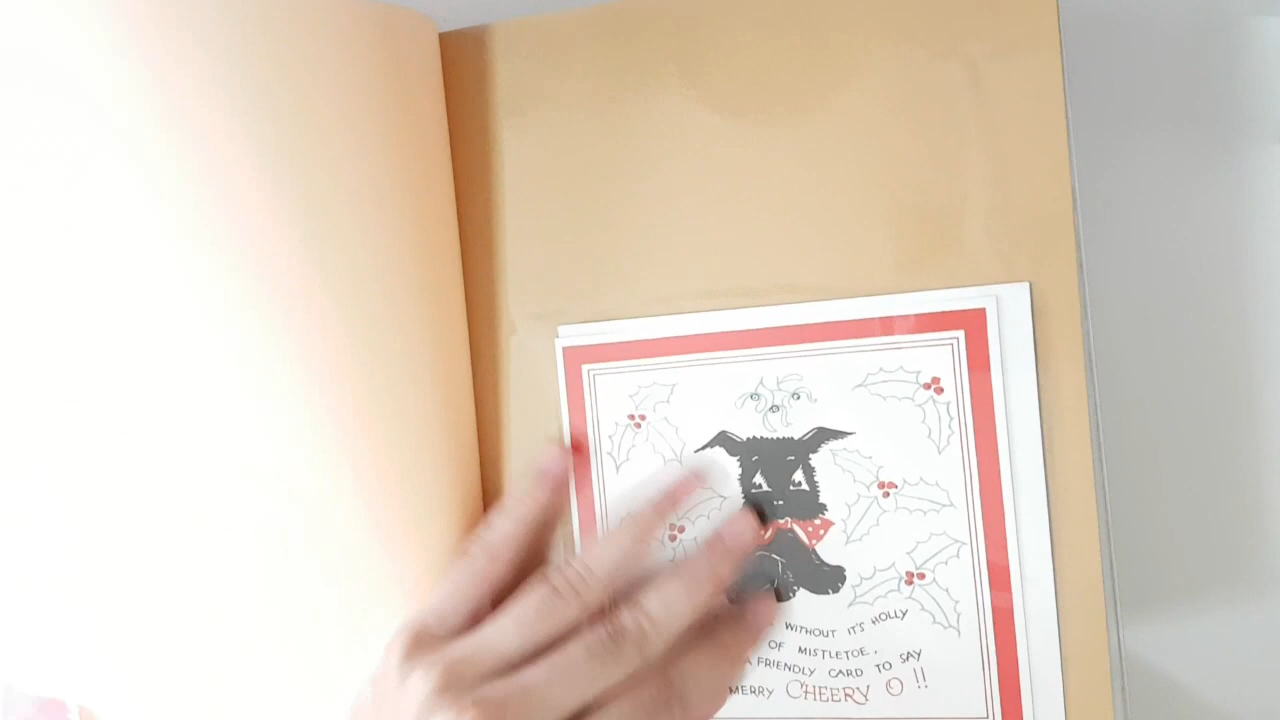 WITHOUT IT'S HOLLY
OF MISTLETOE,
A FRIENDLY CARD TO SAY
MERRY CHEERY O !!